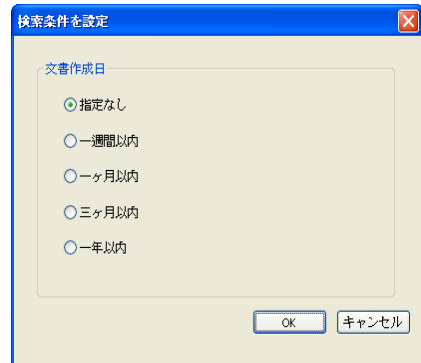 検索条件を設定
文書作成日
指定なし
一週間以内
一ヶ月以内
三ヶ月以内
一年以内
OK
キャンセル